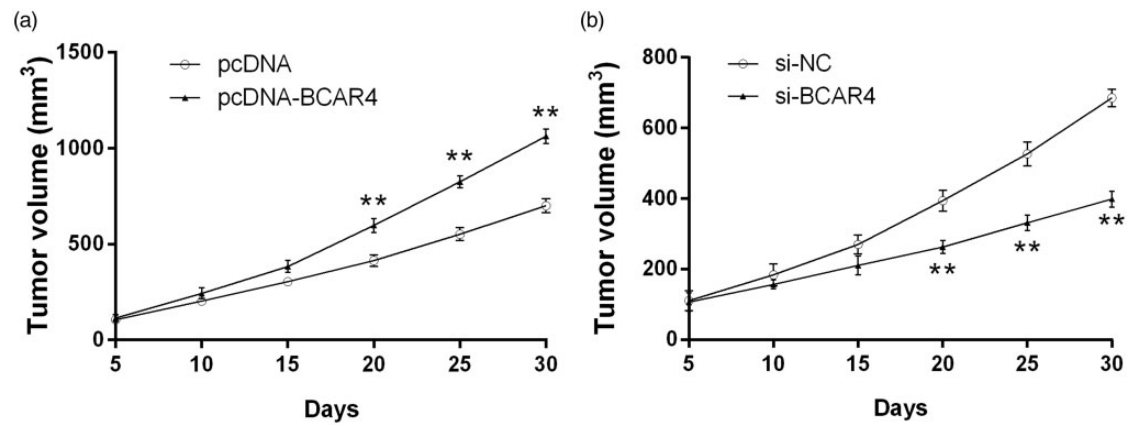 (a)
1500
1000
500
0
Tumor volume (mm³)
pcDNA
pcDNA-BCAR4
**
**
**
5 10 15 20 25 30
Days
(b)
800
600
400
200
0
Tumor volume (mm³)
si-NC
si-BCAR4
**
**
**
5 10 15 20 25 30
Days